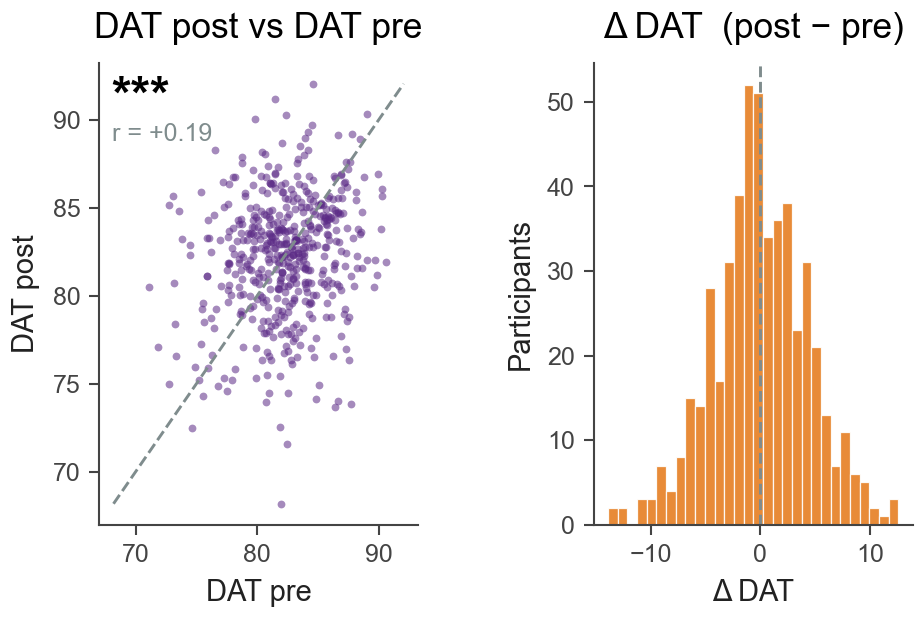 DAT post vs DAT pre
***
r = +0.19
90
85
80
75
70
DAT post
70 80 90
DAT pre
Δ DAT (post − pre)
50
40
30
20
10
0
Participants
−10 0 10
Δ DAT